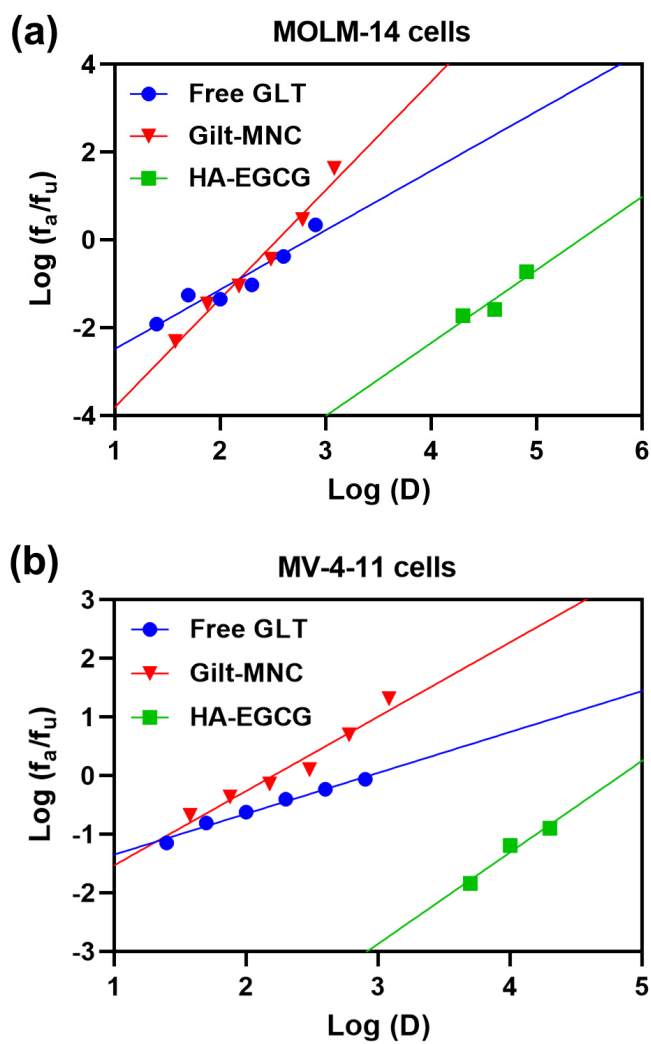 (a)
MOLM-14 cells
Free GLT
Gilt-MNC
HA-EGCG
Log (fa/fu)
4
2
0
-2
-4
1 2 3 4 5 6
Log (D)
(b)
MV-4-11 cells
Free GLT
Gilt-MNC
HA-EGCG
Log (fa/fu)
3
2
1
0
-1
-2
-3
1 2 3 4 5
Log (D)